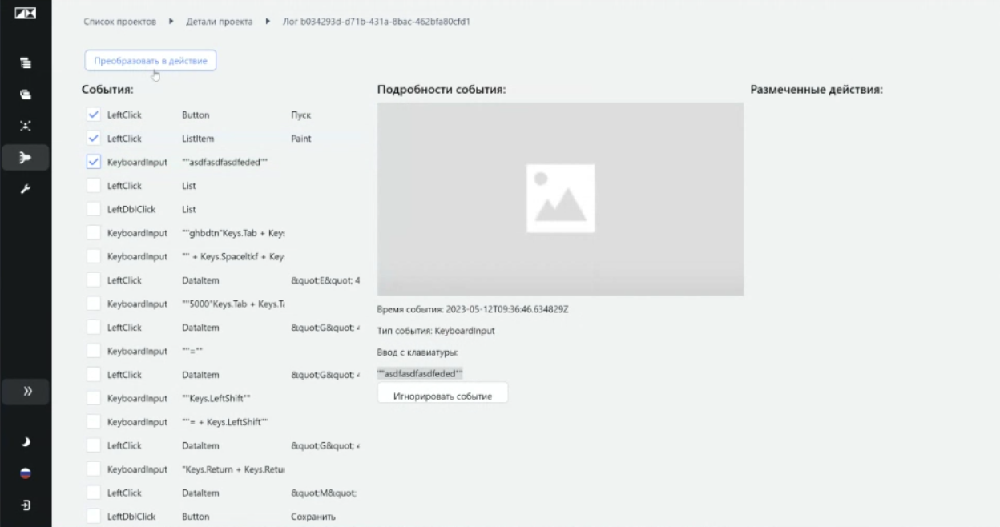 Список проектов ▶ Детали проекта ▶ Лог b034293d-d71b-431a-8bac-462bfa80cfd1
Преобразовать в действие
События:
LeftClick Button Пуск
LeftClick ListItem Paint
KeyboardInput ""asdfasdfasdfeded""
LeftClick List
LeftDblClick List
KeyboardInput ""ghbdtn"Keys.Tab + Key:
KeyboardInput "" + Keys.SpaceItkf + Key:
LeftClick DataItem &quot;E&quot; 4
KeyboardInput ""5000"Keys.Tab + Keys.Ta
LeftClick DataItem &quot;G&quot; 4
KeyboardInput ""=""
LeftClick DataItem &quot;G&quot; 4
KeyboardInput ""Keys.LeftShift""
KeyboardInput ""= + Keys.LeftShift""
LeftClick DataItem &quot;G&quot; 4
KeyboardInput "Keys.Return + Keys.Retur
LeftClick DataItem &quot;M&quot;
LeftDblClick Button Сохранить
Подробности события:
Время события: 2023-05-12T09:36:46.634829Z
Тип события: KeyboardInput
Ввод с клавиатуры:
""asdfasdfasdfeded""
Игнорировать событие
Размеченные действия: